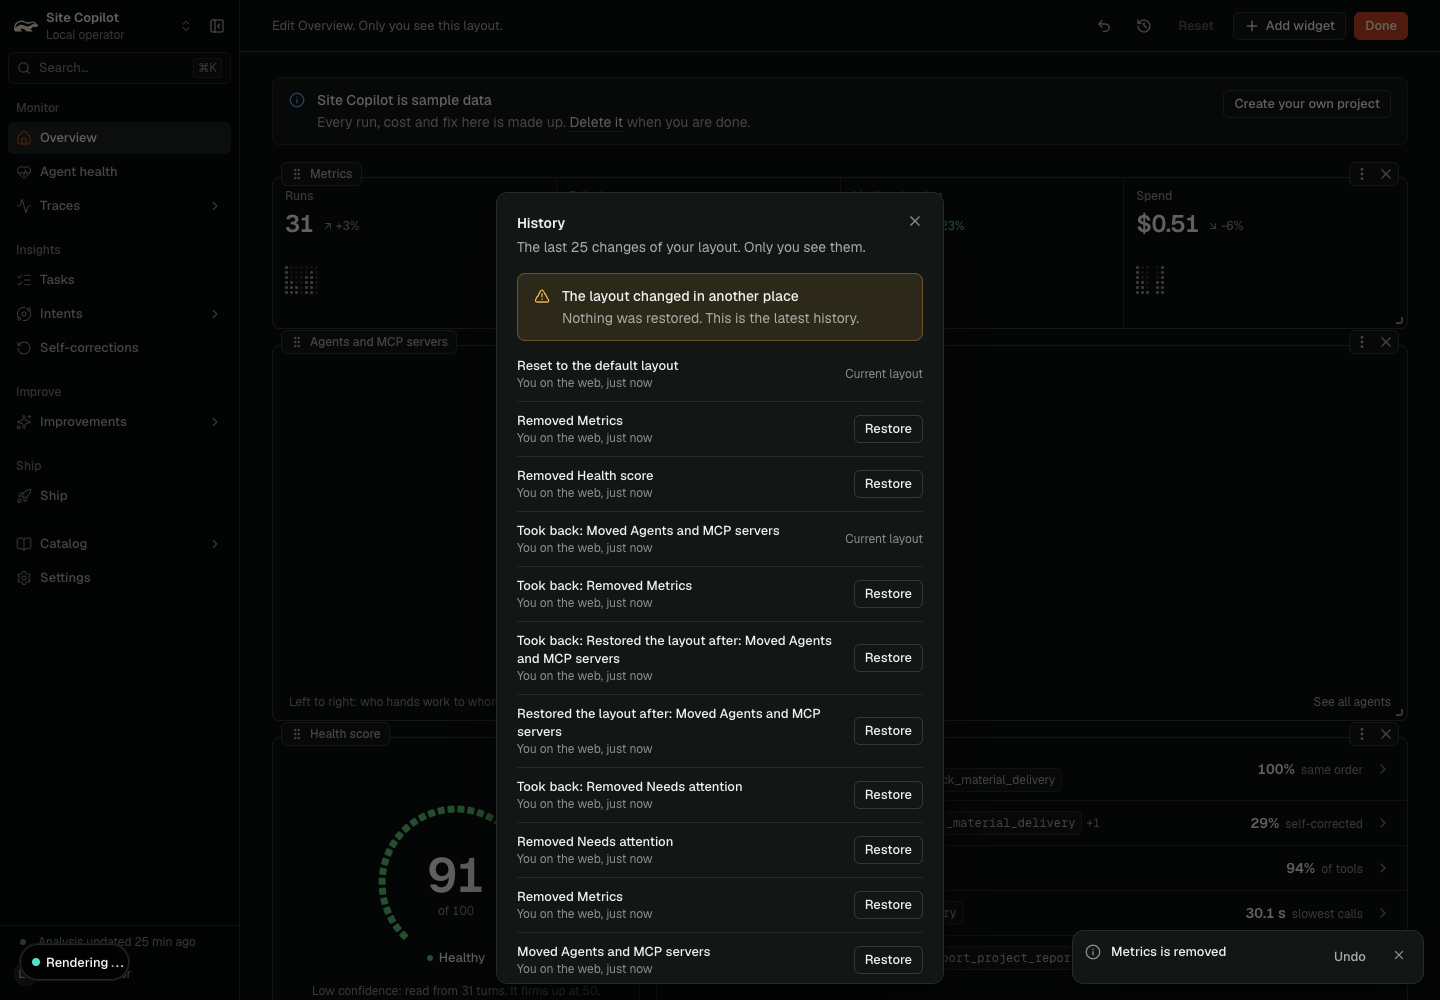 Site Copilot
Local operator
Search...
⌘K
Monitor
Overview
Agent health
Traces
Insights
Tasks
Intents
Self-corrections
Improve
Improvements
Ship
Ship
Catalog
Settings
Analysis updated 25 min ago
Rendering ...
Edit Overview. Only you see this layout.
Reset
Add widget
Done
Site Copilot is sample data
Every run, cost and fix here is made up. Delete it when you are done.
Create your own project
Metrics
Runs
31
+3%
23%
Spend
$0.51
-6%
Agents and MCP servers
Left to right: who hands work to
See all agents
Health score
91
of 100
Healthy
Low confidence: read from 31 turns. It firms up at 50.
_material_delivery
100% same order
_material_delivery
+1
29% self-corrected
94% of tools
30.1 s slowest calls
History
The last 25 changes of your layout. Only you see them.
The layout changed in another place
Nothing was restored. This is the latest history.
Reset to the default layout
You on the web, just now
Current layout
Removed Metrics
You on the web, just now
Restore
Removed Health score
You on the web, just now
Restore
Took back: Moved Agents and MCP servers
You on the web, just now
Current layout
Took back: Removed Metrics
You on the web, just now
Restore
Took back: Restored the layout after: Moved Agents
and MCP servers
You on the web, just now
Restore
Restored the layout after: Moved Agents and MCP
servers
You on the web, just now
Restore
Took back: Removed Needs attention
You on the web, just now
Restore
Removed Needs attention
You on the web, just now
Restore
Removed Metrics
You on the web, just now
Restore
Moved Agents and MCP servers
You on the web, just now
Restore
Metrics is removed
Undo